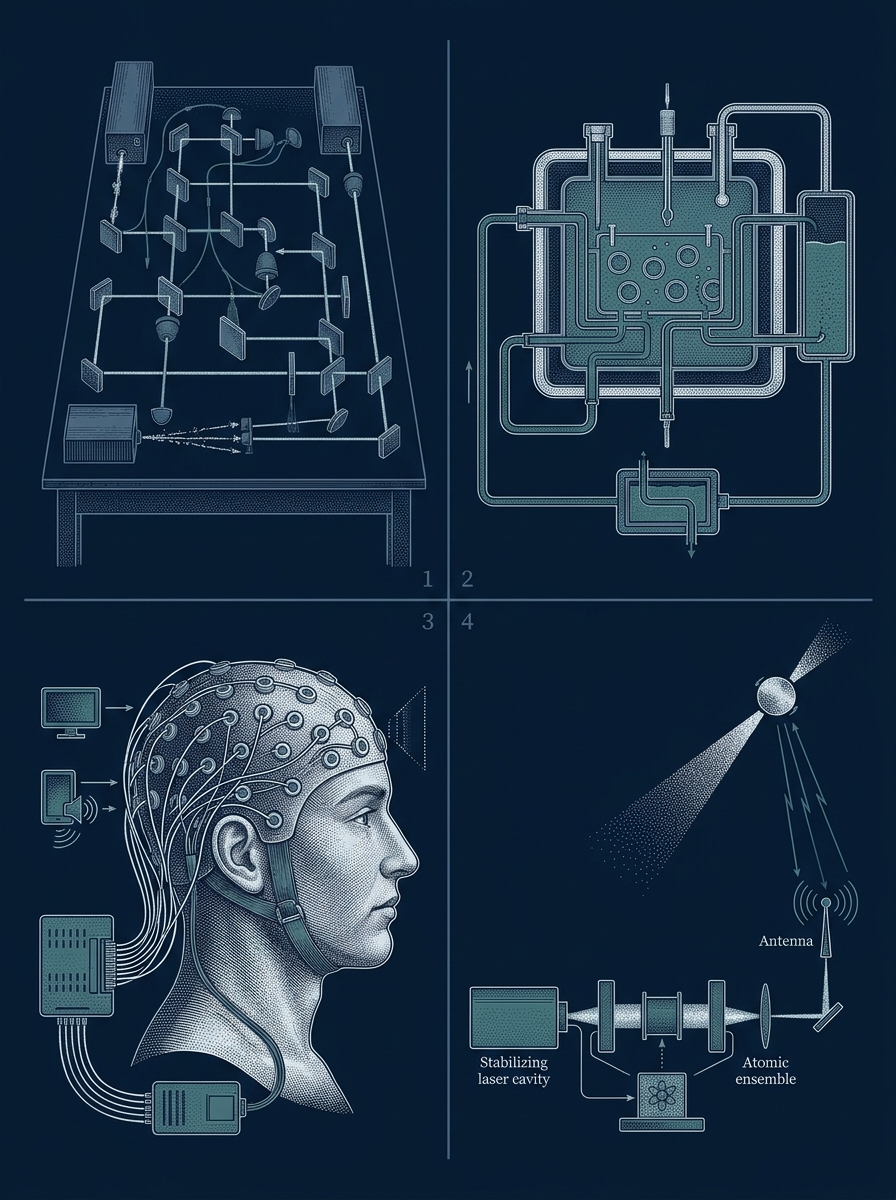 1
2
3
4
Antenna
Stabilizing
laser cavity
Atomic
ensemble